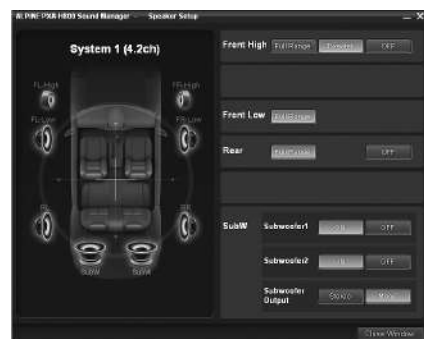 ALPINE PXA-H800 Sound Manager - Speaker Setup
System 1 (4.2ch)
FL-High
FR-High
FL-Low
FR-Low
RL
RR
SubW
SubW
Front High Full Range Tweeter OFF
Front Low Full Range
Rear Full Range OFF
SubW
Subwoofer1 ON OFF
Subwoofer2 ON OFF
Subwoofer Output Stereo Mono
Close Window